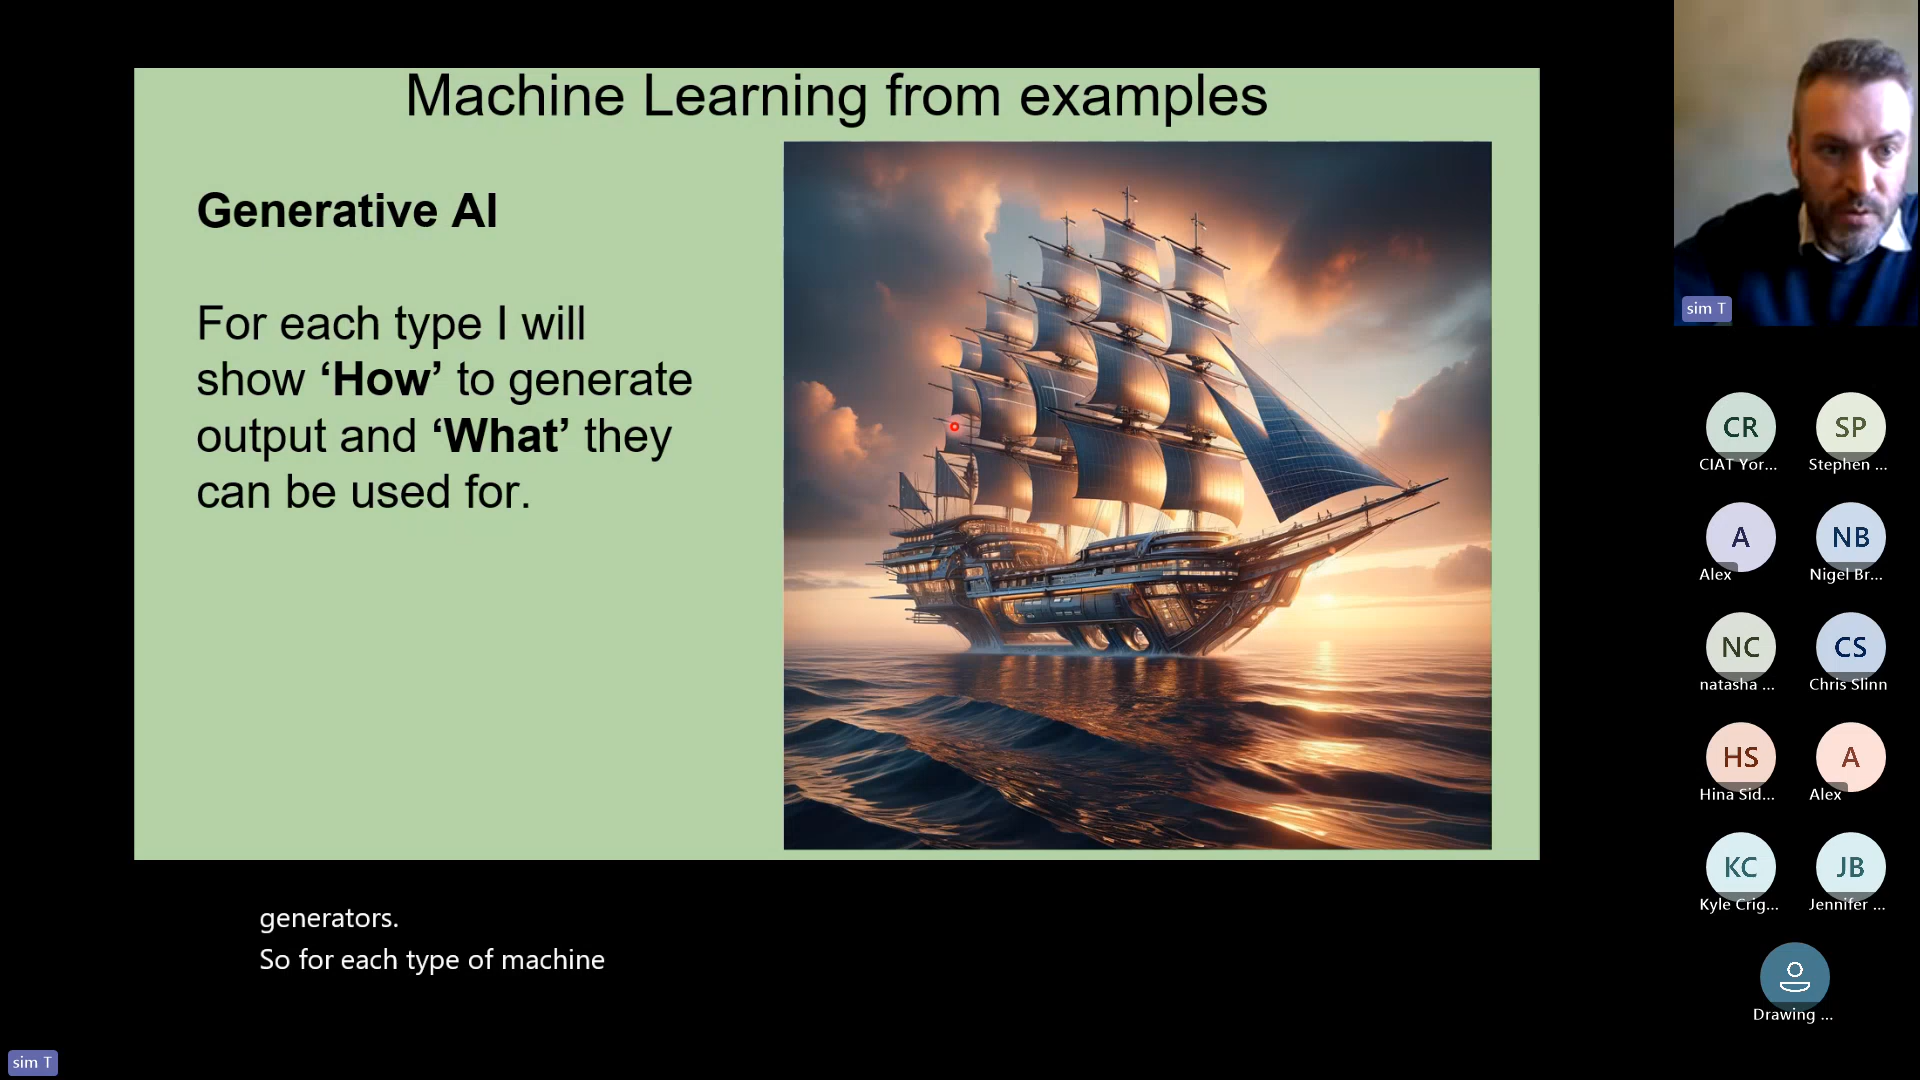 Machine Learning from examples
Generative AI
For each type I will
show ‘How’ to generate
output and ‘What’ they
can be used for.
generators.
So for each type of machine
sim T
sim T
CR
SP
CIAT Yor...
Stephen ...
A
NB
Alex
Nigel Br...
NC
CS
natasha ...
Chris Slinn
HS
A
Hina Sid...
Alex
KC
JB
Kyle Crig...
Jennifer ...
Drawing ...